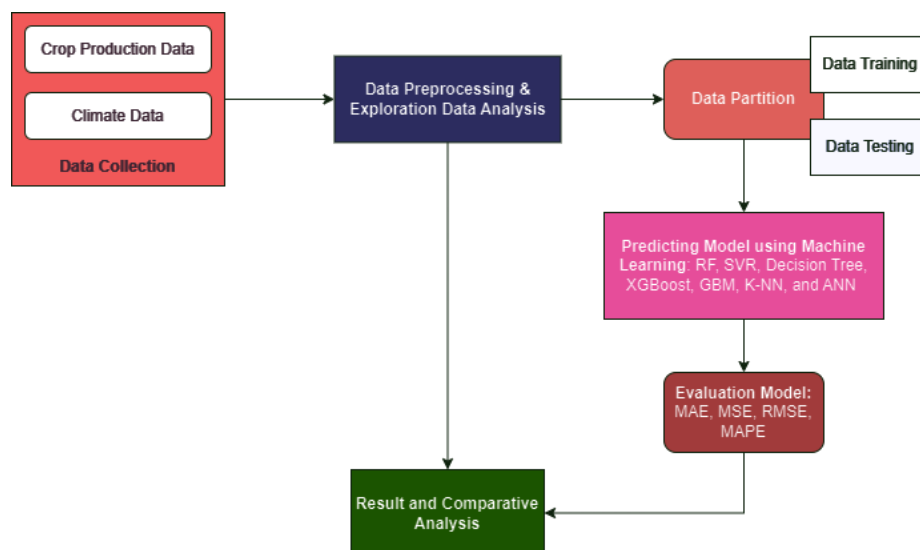 Crop Production Data
Climate Data
Data Collection
Data Preprocessing &
Exploration Data Analysis
Data Partition
Data Training
Data Testing
Predicting Model using Machine
Learning: RF, SVR, Decision Tree,
XGBoost, GBM, K-NN, and ANN
Evaluation Model:
MAE, MSE, RMSE,
MAPE
Result and Comparative
Analysis